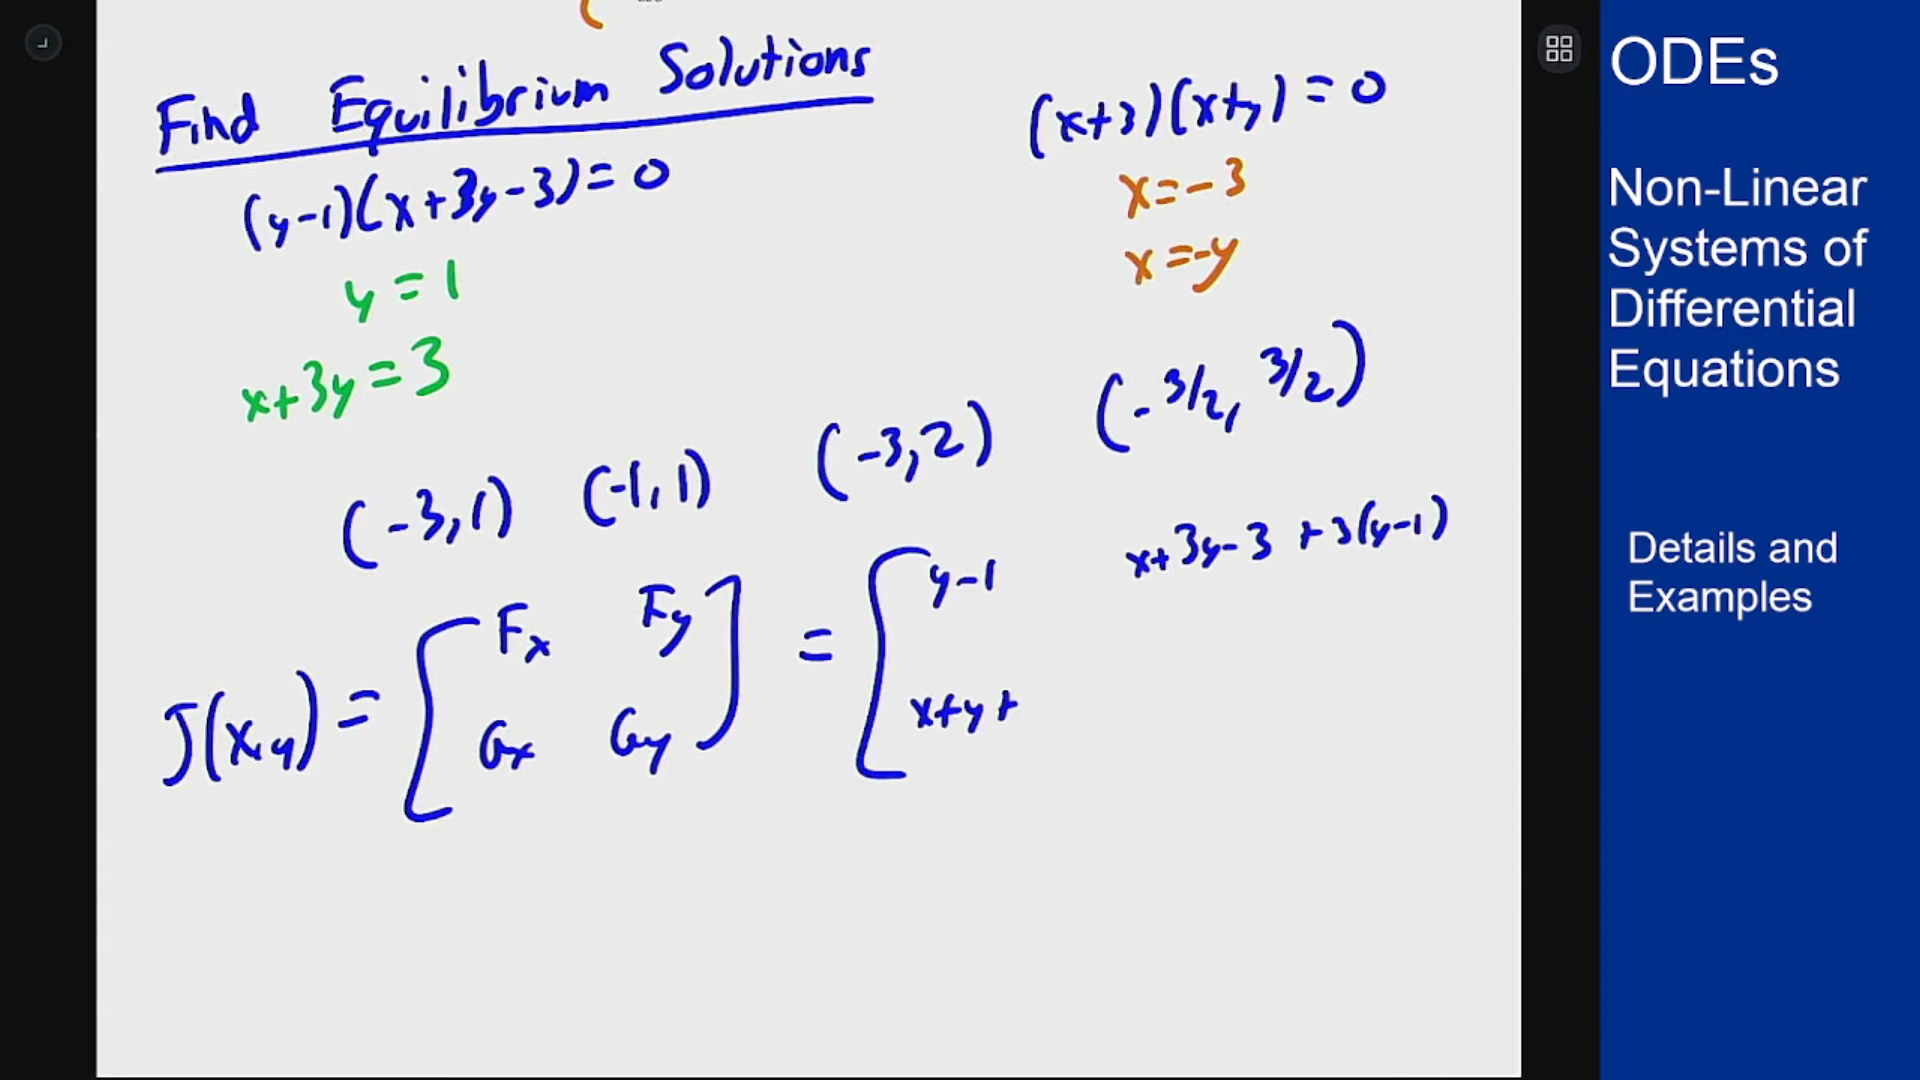 Find Equilibrium Solutions
(y-1)(x+3y-3)=0
y=1
x+3y=3
(x+3)(x+y)=0
x=-3
x=-y
(-3,1) (-1,1) (-3,2) (-3/2, 3/2)
J(x,y) = [Fx Fy = [y-1 x+3y-3 +3(y-1)
Gx Gy] x+y+
ODEs
Non-Linear
Systems of
Differential
Equations
Details and
Examples